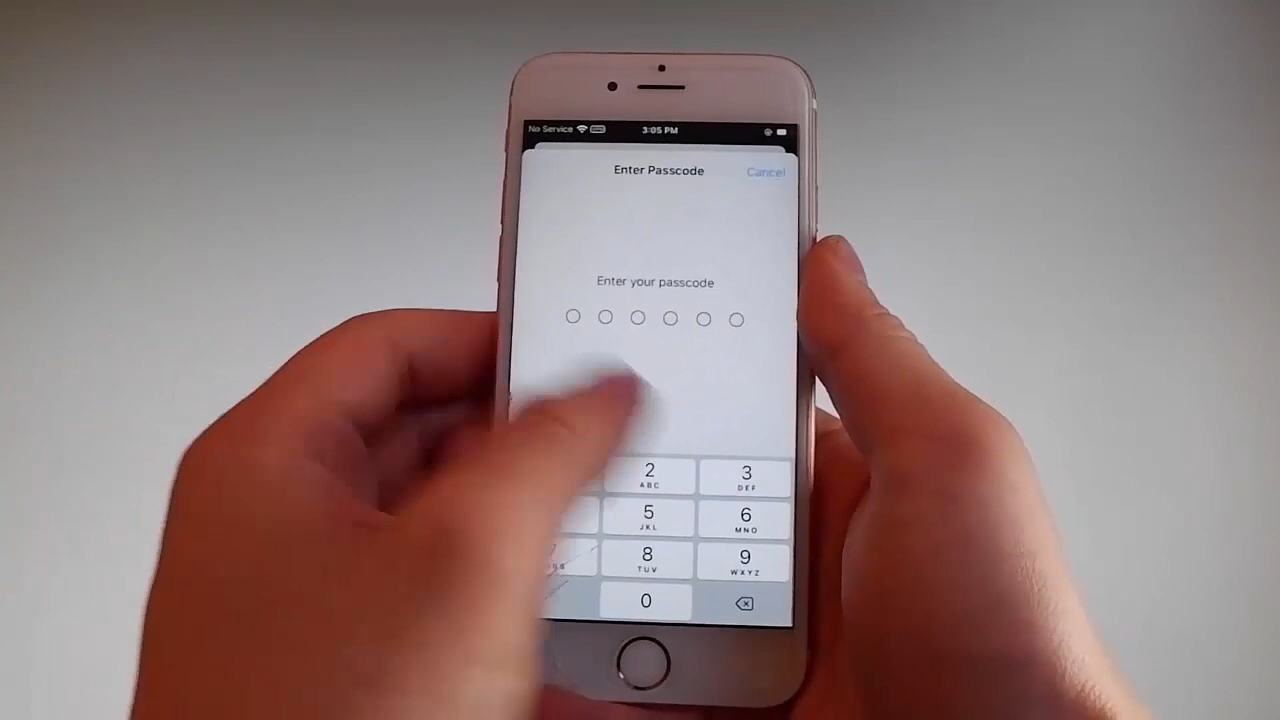 No Service 3:05 PM
Enter Passcode Cancel
Enter your passcode
2 3
ABC DEF
5 6
JKL MNO
8 9
TUV WXYZ
0